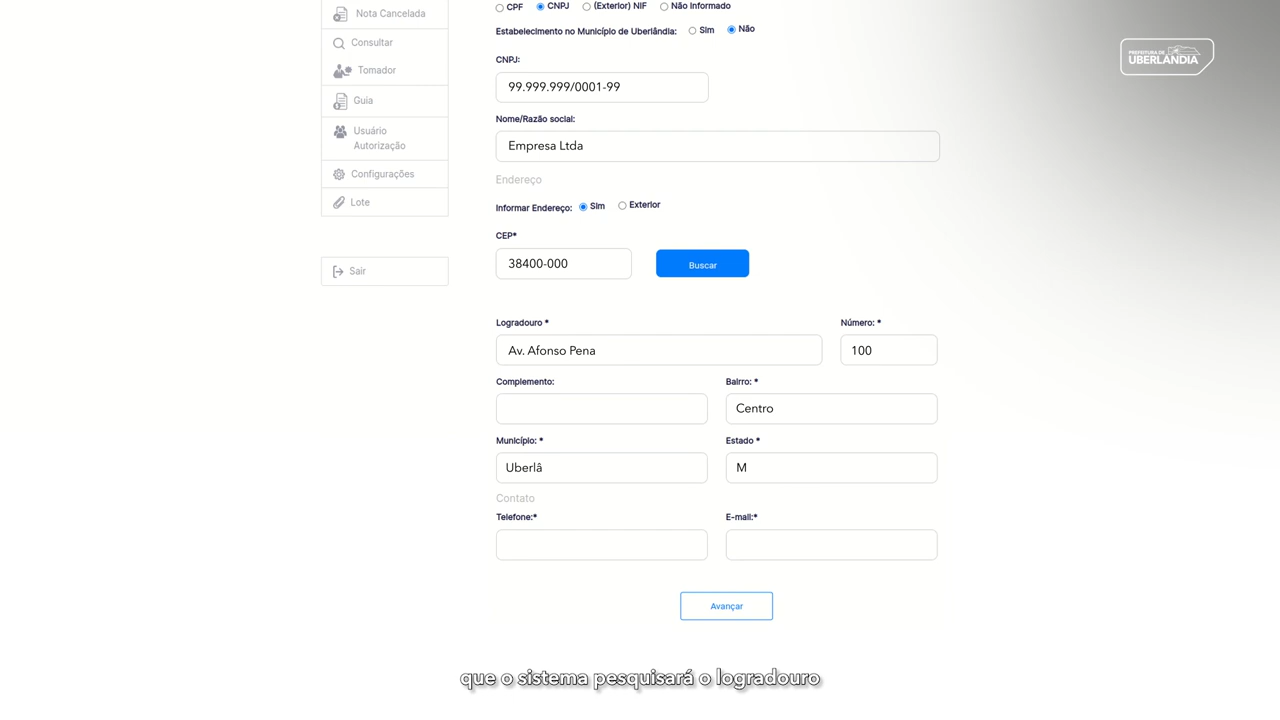 Nota Cancelada
Consultar
Tomador
Guia
Usuário
Autorização
Configurações
Lote
Sair
CPF CNPJ (Exterior) NIF Não Informado
Estabelecimento no Município de Uberlândia: Sim Não
CNPJ:
99.999.999/0001-99
Nome/Razão social:
Empresa Ltda
Endereço
Informar Endereço: Sim Exterior
CEP*
38400-000 Buscar
Logradouro * Número: *
Av. Afonso Pena 100
Complemento: Bairro: *
Centro
Município: * Estado *
Uberlâ M
Contato
Telefone:* E-mail:*
Avançar
PREFEITURA DE
UBERLÂNDIA
que o sistema pesquisará o logradouro